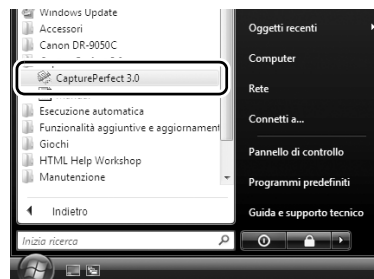 Windows Update
Accessori
Canon DR-9050C
CapturePerfect 3.0
Esecuzione automatica
Funzionalità aggiuntive e aggiornament
Giochi
HTML Help Workshop
Manutenzione
Indietro
Inizia ricerca
Oggetti recenti
Computer
Rete
Connetti a...
Pannello di controllo
Programmi predefiniti
Guida e supporto tecnico